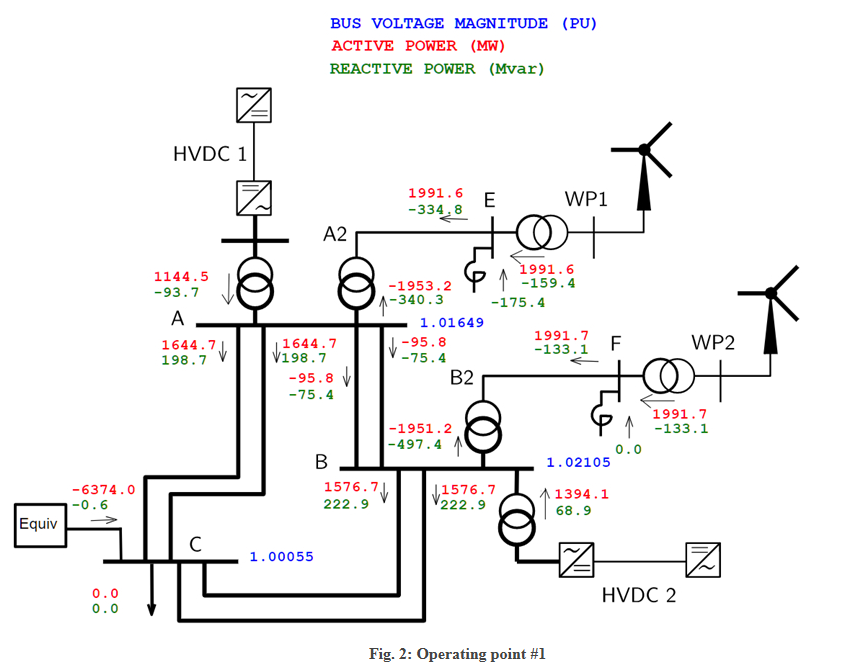 BUS VOLTAGE MAGNITUDE (PU)
ACTIVE POWER (MW)
REACTIVE POWER (Mvar)
HVDC 1
1991.6
-334.8
E
WP1
A2
1144.5
-93.7
-1953.2
-340.3
1991.6
-159.4
-175.4
A
1.01649
1644.7
198.7
1644.7
198.7
-95.8
-75.4
-95.8
-75.4
1991.7
-133.1
F
WP2
B2
1991.7
-133.1
0.0
-1951.2
-497.4
B
1.02105
1576.7
222.9
1576.7
222.9
1394.1
68.9
-6374.0
-0.6
Equiv
C
1.00055
0.0
0.0
HVDC 2
Fig. 2: Operating point #1